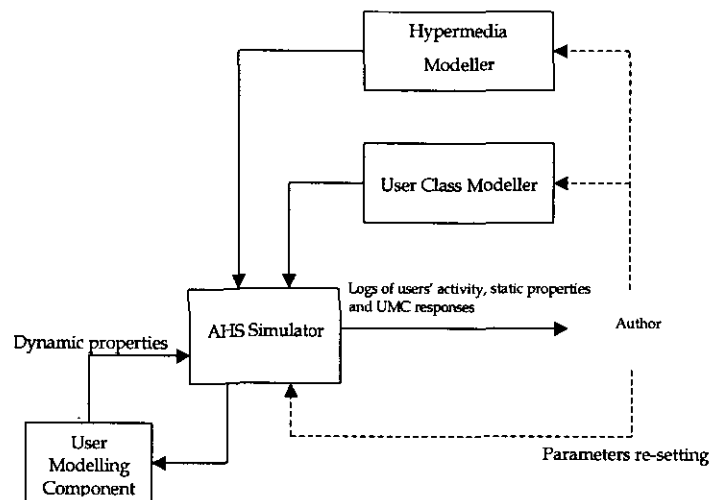 Hypermedia
Modeller
User Class Modeller
Logs of users' activity, static properties
and UMC responses
AHS Simulator
Author
Dynamic properties
User
Modelling
Component
Parameters re-setting